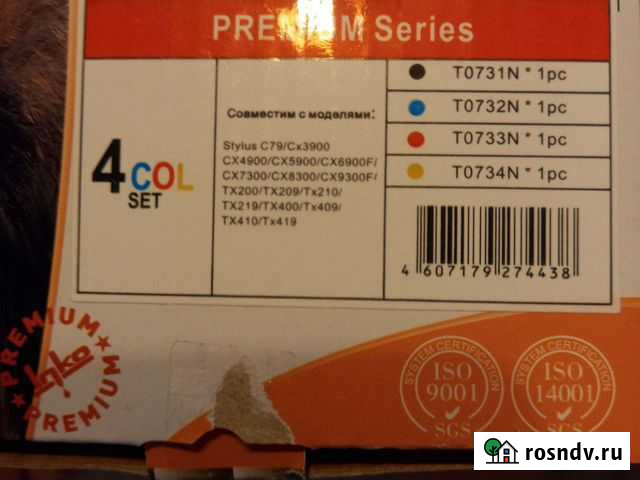 PREMIUM Series
4 COL
SET
Совместим с моделями:
Stylus C79/Cx3900
CX4900/CX5900/CX6900F/
CX7300/CX8300/CX9300F/
TX200/TX209/Tx210/
TX219/TX400/Tx409/
TX410/Tx419
T0731N * 1pc
T0732N * 1pc
T0733N * 1pc
T0734N * 1pc
4 607179 274438
PREMIUM
inko
PREMIUM
SYSTEM CERTIFICATION
ISO
9001
SGS
SYSTEM CERTIFICATION
ISO
14001
SGS
rosndv.ru